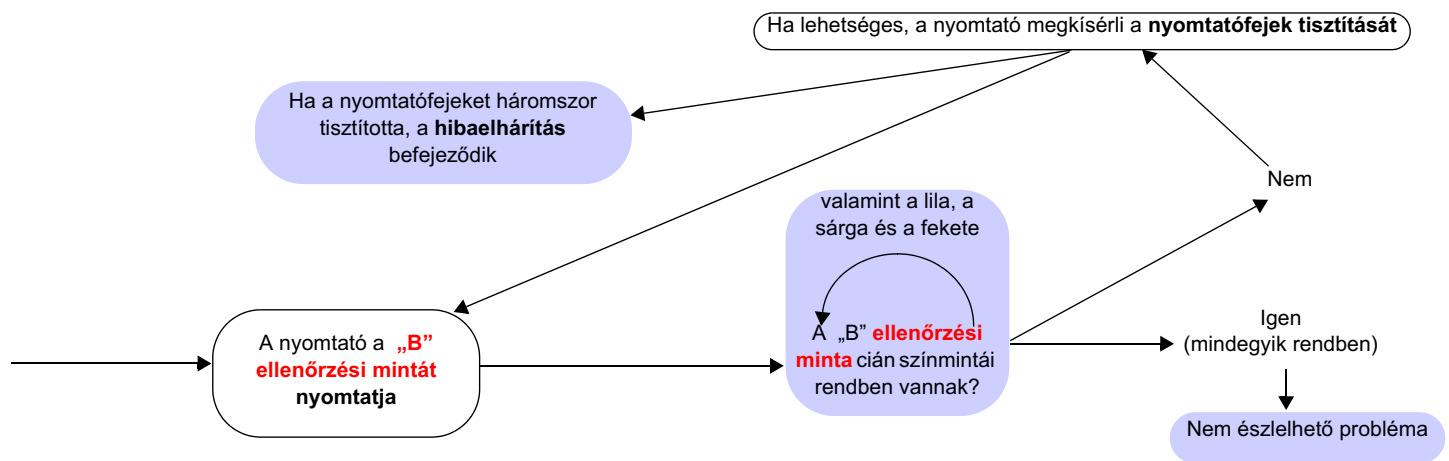 Ha lehetséges, a nyomtató megkísérli a nyomtatófejek tisztítását
Ha a nyomtatófejeket háromszor
tisztította, a hibaelhárítás
befejeződik
Nem
valamint a lila, a
sárga és a fekete
A nyomtató a „B”
ellenőrzési mintát
nyomtatja
A „B” ellenőrzési
minta cián színmintái
rendben vannak?
Igen
(mindegyik rendben)
Nem észlelhető probléma